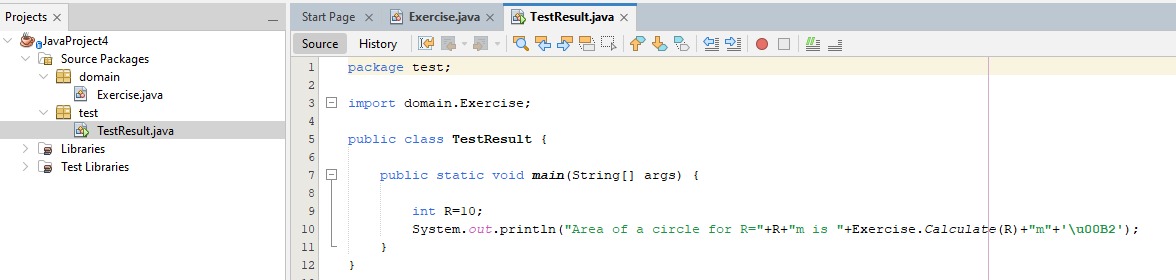 Projects
JavaProject4
Source Packages
domain
Exercise.java
test
TestResult.java
Libraries
Test Libraries
Start Page
Exercise.java
TestResult.java
Source
History
1 package test;
2
3 import domain.Exercise;
4
5 public class TestResult {
6
7 public static void main(String[] args) {
8
9 int R=10;
10 System.out.println("Area of a circle for R="+R+"m is "+Exercise.Calculate(R)+"m"+'\u00B2');
11 }
12 }